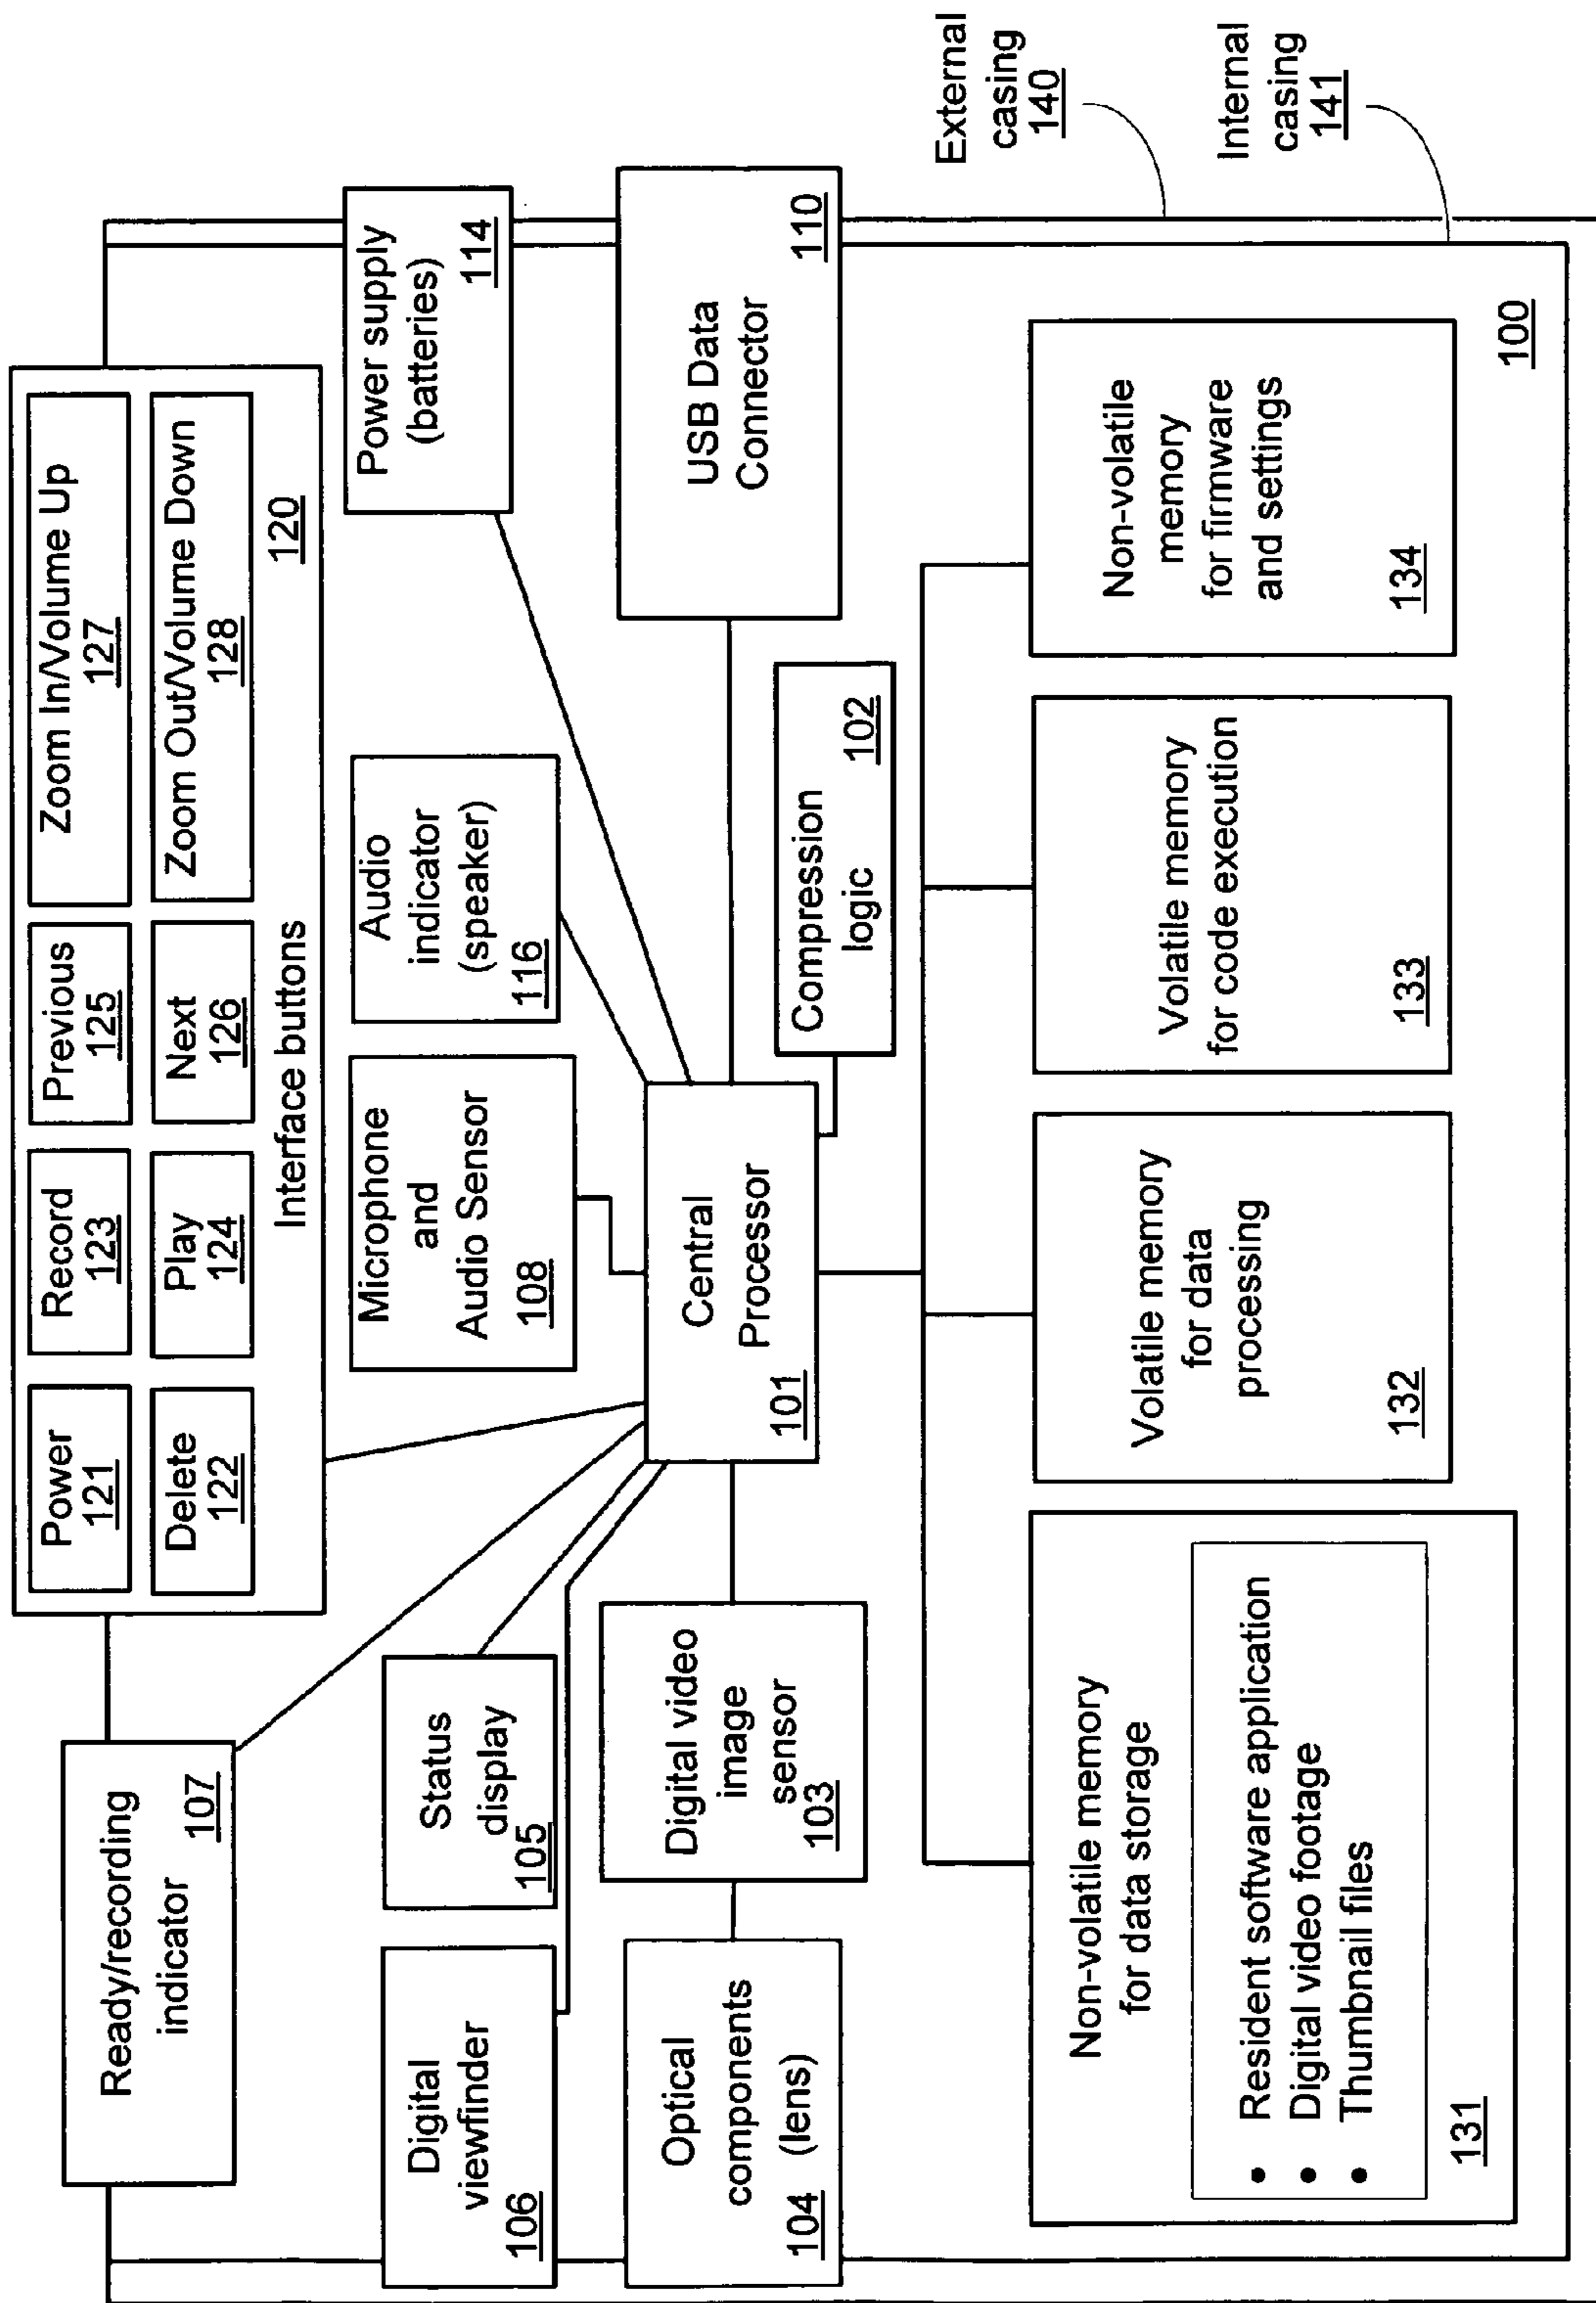 Power
121
Record
123
Previous
125
Zoom In/Volume Up
127
Delete
122
Play
124
Next
126
Zoom Out/Volume Down
128
Interface buttons
120
Ready/recording
indicator
107
Digital
viewfinder
106
Status
display
105
Microphone
and
Audio Sensor
108
Audio
indicator
(speaker)
116
Power supply
(batteries)
114
Optical
components
(lens)
104
Digital video
image
sensor
103
Central
Processor
101
Compression
logic
102
USB Data
Connector
110
Non-volatile memory
for data storage
• Resident software application
• Digital video footage
• Thumbnail files
131
Volatile memory
for data
processing
132
Volatile memory
for code execution
133
Non-volatile
memory
for firmware
and settings
134
100
External
casing
140
Internal
casing
141